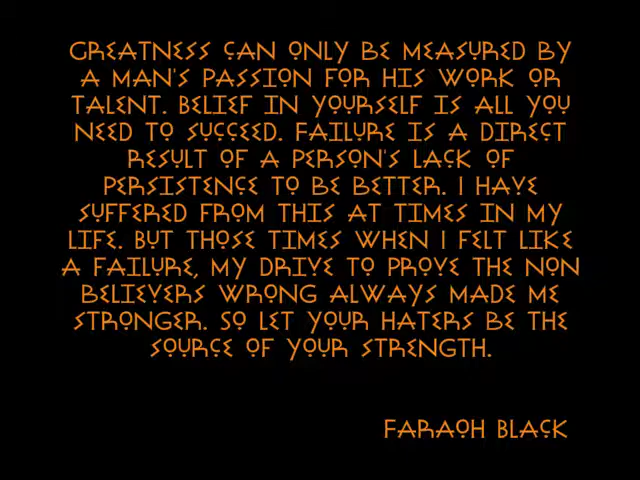 GREATNESS CAN ONLY BE MEASURED BY
A MAN'S PASSION FOR HIS WORK OR
TALENT. BELIEF IN YOURSELF IS ALL YOU
NEED TO SUCCEED. FAILURE IS A DIRECT
RESULT OF A PERSON'S LACK OF
PERSISTENCE TO BE BETTER. I HAVE
SUFFERED FROM THIS AT TIMES IN MY
LIFE. BUT THOSE TIMES WHEN I FELT LIKE
A FAILURE, MY DRIVE TO PROVE THE NON
BELIEVERS WRONG ALWAYS MADE ME
STRONGER. SO LET YOUR HATERS BE THE
SOURCE OF YOUR STRENGTH.
FARAOH BLACK